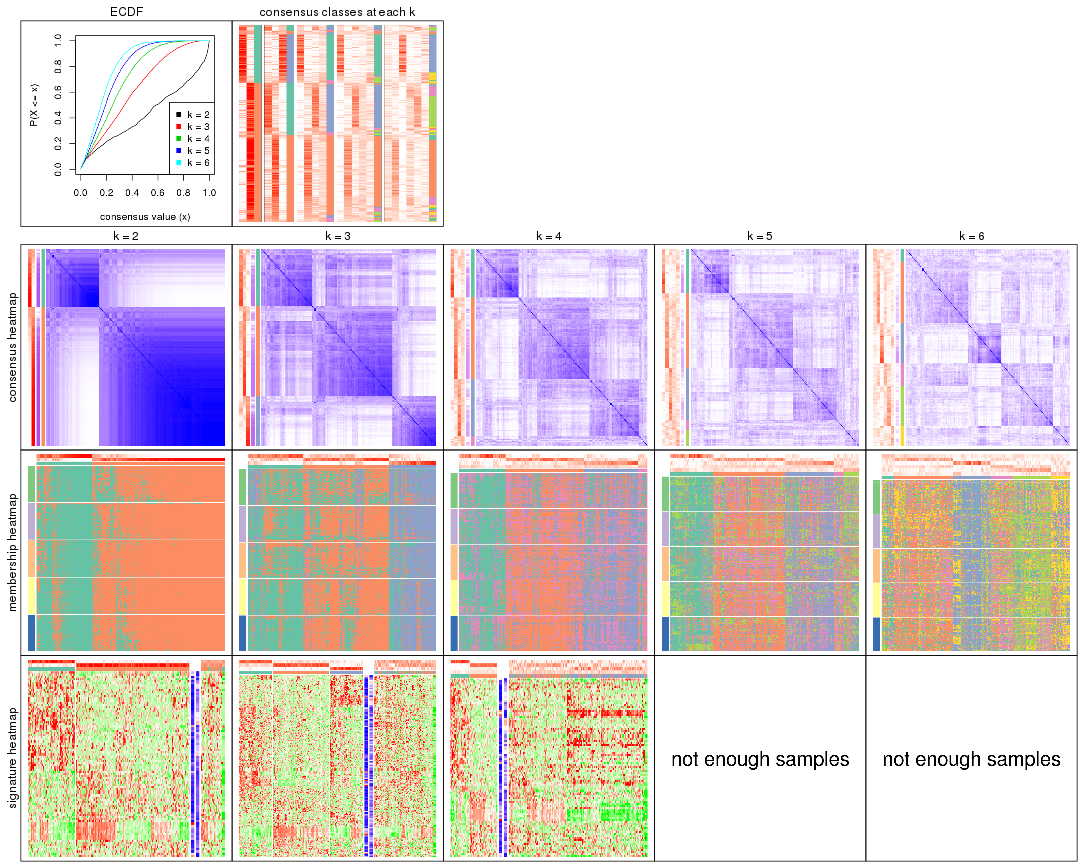 ECDF
consensus classes at each k
P(X <= x)
0.0 0.2 0.4 0.6 0.8 1.0
k = 2
k = 3
k = 4
k = 5
k = 6
0.0 0.2 0.4 0.6 0.8 1.0
consensus value (x)
k = 2
k = 3
k = 4
k = 5
k = 6
consensus heatmap
membership heatmap
signature heatmap
not enough samples
not enough samples